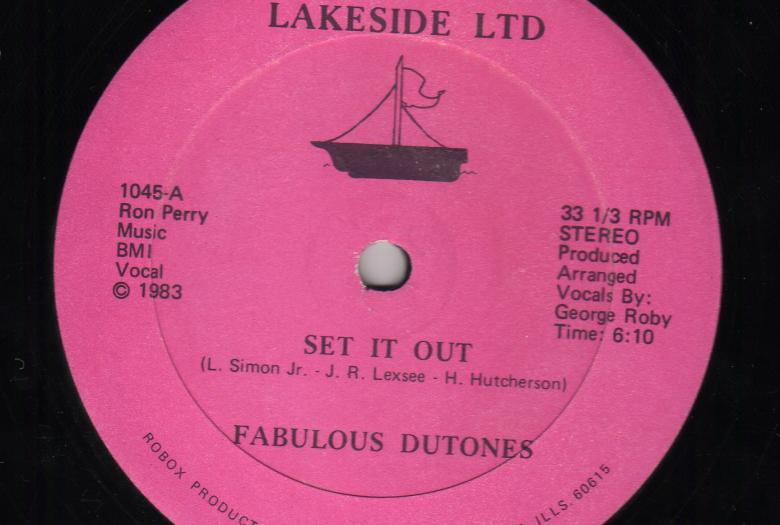 LAKESIDE LTD
1045-A
Ron Perry
Music
BMI
Vocal
© 1983
33 1/3 RPM
STEREO
Produced
Arranged
Vocals By:
George Roby
Time: 6:10
SET IT OUT
(L. Simon Jr. - J. R. Lexsee - H. Hutcherson)
FABULOUS DUTONES
ROBOX PRODUCT
ILLS. 60615